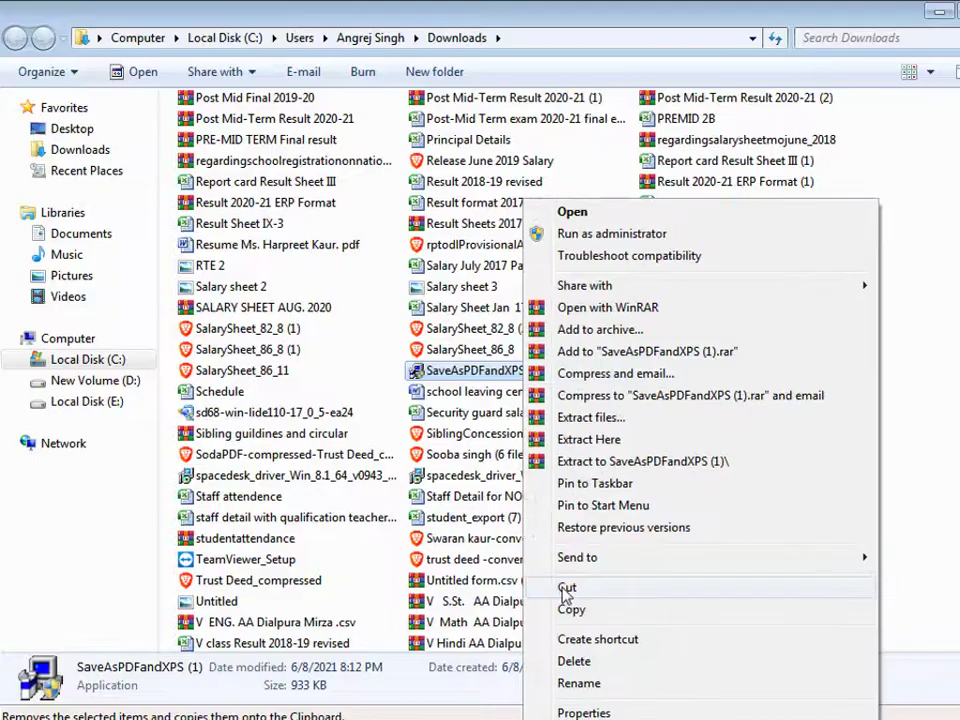 Computer ▸ Local Disk (C:) ▸ Users ▸ Angrej Singh ▸ Downloads ▸
Search Downloads
Organize
Open
Share with
E-mail
Burn
New folder
Favorites
Desktop
Downloads
Recent Places
Libraries
Documents
Music
Pictures
Videos
Computer
Local Disk (C:)
New Volume (D:)
Local Disk (E:)
Network
Post Mid Final 2019-20
Post Mid-Term Result 2020-21
PRE-MID TERM Final result
regardingschoolregistrationonnatio...
Report card Result Sheet III
Result 2020-21 ERP Format
Result Sheet IX-3
Resume Ms. Harpreet Kaur. pdf
RTE 2
Salary sheet 2
SALARY SHEET AUG. 2020
SalarySheet_82_8 (1)
SalarySheet_86_8 (1)
SalarySheet_86_11
Schedule
sd68-win-lide110-17_0_5-ea24
Sibling guildines and circular
SodaPDF-compressed-Trust Deed_c...
spacedesk_driver_Win_8.1_64_v0943_...
Staff attendence
staff detail with qualification teacher...
studentattendance
TeamViewer_Setup
Trust Deed_compressed
Untitled
V ENG. AA Dialpura Mirza .csv
V class Result 2018-19 revised
Post Mid-Term Result 2020-21 (1)
Post-Mid Term exam 2020-21 final e...
Principal Details
Release June 2019 Salary
Result 2018-19 revised
Result format 2017
Result Sheets 2017
rptodlProvisionalA
Salary July 2017 Pa
Salary sheet 3
Salary Sheet Jan 1
SalarySheet_82_8
SalarySheet_86_8
SaveAsPDFandXPS
school leaving cer
Security guard sala
SiblingConcession
Sooba singh (6 file
spacedesk_driver_W
Staff Detail for NO
student_export (7)
Swaran kaur-conv
trust deed -conver
Untitled form.csv
V S.St. AA Dialpu
V Math AA Dialpu
V Hindi AA Dialpu
Post Mid-Term Result 2020-21 (2)
PREMID 2B
regardingsalarysheetmojune_2018
Report card Result Sheet III (1)
Result 2020-21 ERP Format (1)
Open
Run as administrator
Troubleshoot compatibility
Share with
Open with WinRAR
Add to archive...
Add to "SaveAsPDFandXPS (1).rar"
Compress and email...
Compress to "SaveAsPDFandXPS (1).rar" and email
Extract files...
Extract Here
Extract to SaveAsPDFandXPS (1)\
Pin to Taskbar
Pin to Start Menu
Restore previous versions
Send to
Cut
Copy
Create shortcut
Delete
Rename
Properties
SaveAsPDFandXPS (1) Date modified: 6/8/2021 8:12 PM Date created: 6/8/
Application Size: 933 KB
Removes the selected items and copies them onto the Clipboard.